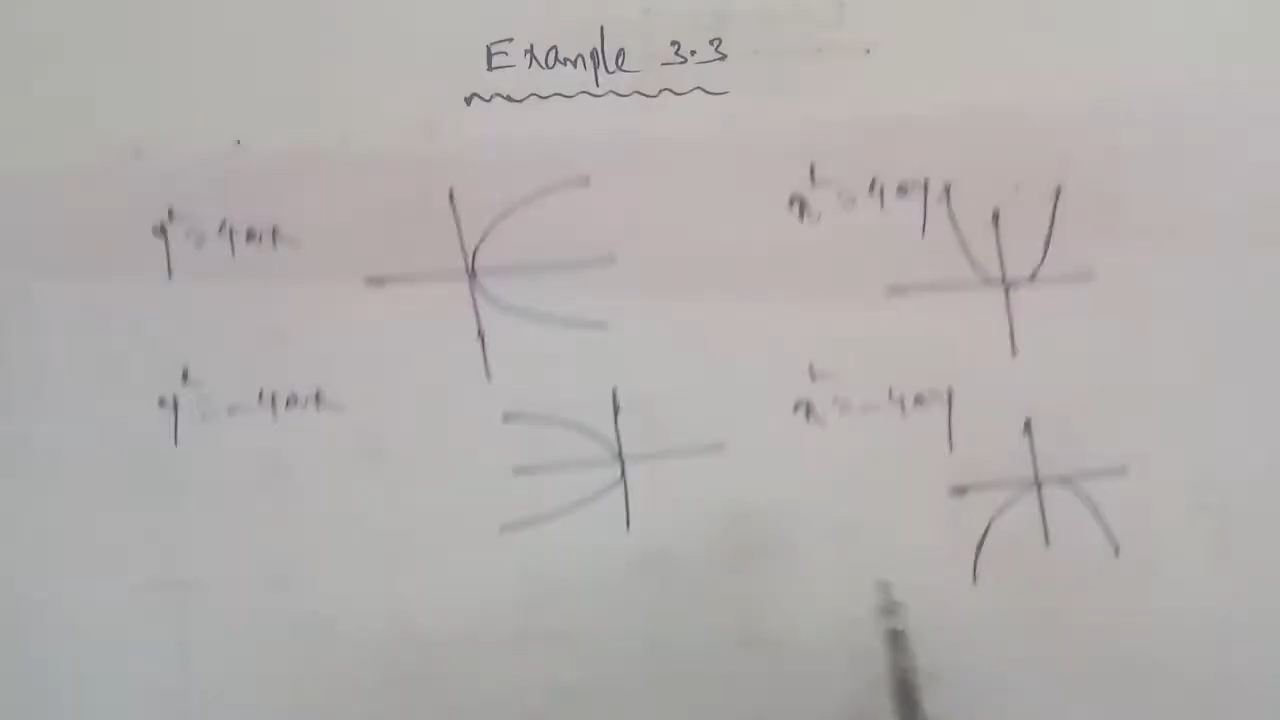 Example 3.3
y² = 4ax
x² = 4ay
y² = -4ax
x² = -4ay